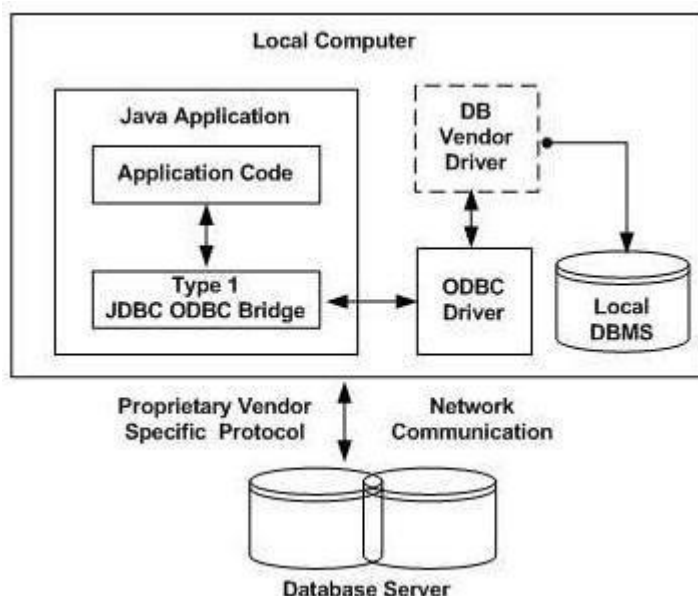 Local Computer
Java Application
Application Code
Type 1
JDBC ODBC Bridge
DB
Vendor
Driver
ODBC
Driver
Local
DBMS
Proprietary Vendor
Specific Protocol
Network
Communication
Database Server